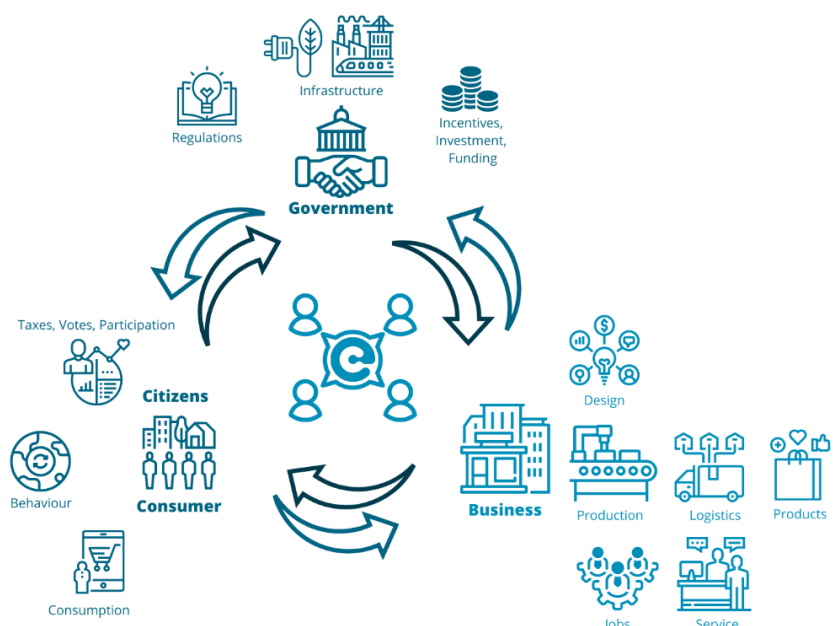 Infrastructure
Regulations
Incentives,
Investment,
Funding
Government
Taxes, Votes, Participation
Citizens
Design
Behaviour
Consumer
Business
Production
Logistics
Products
Consumption
Jobs
Service